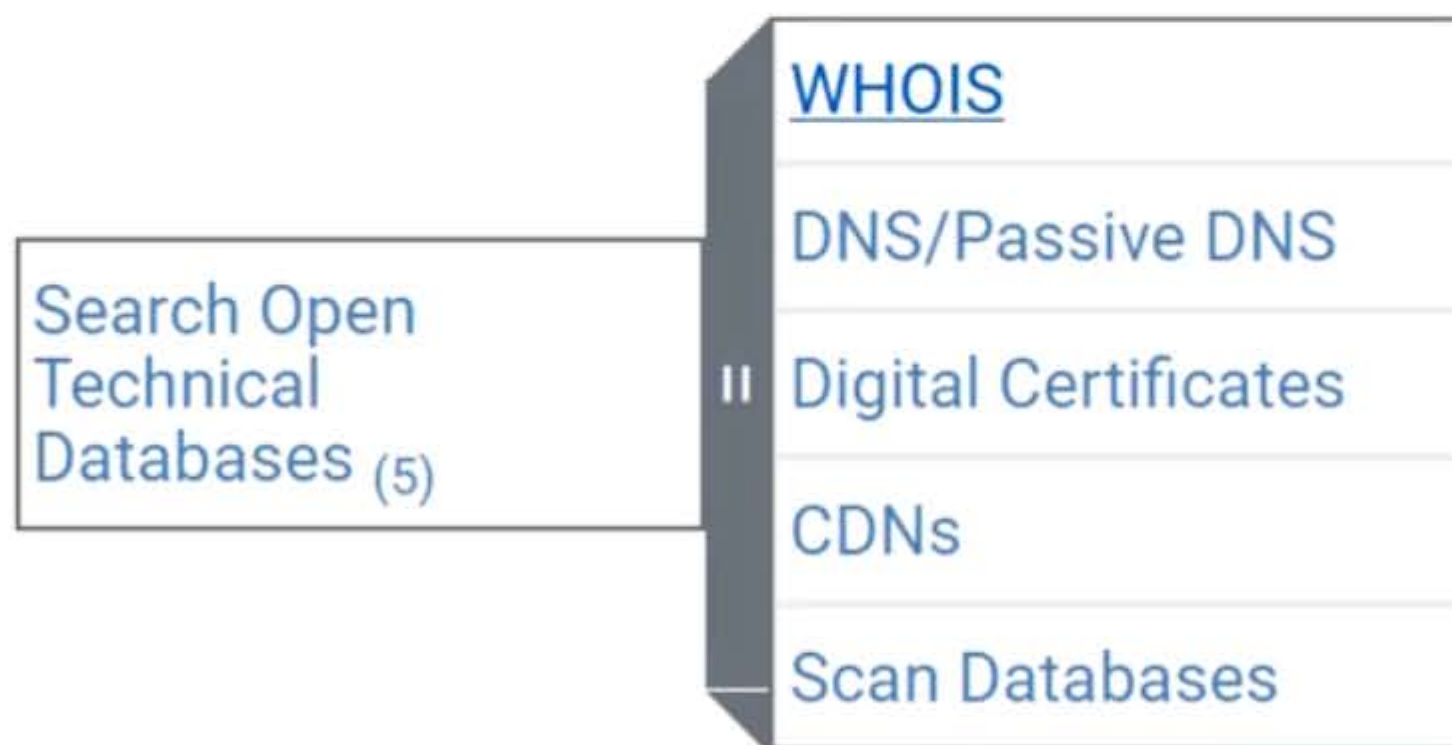 Search Open
Technical
Databases (5)
WHOIS
DNS/Passive DNS
Digital Certificates
CDNs
Scan Databases